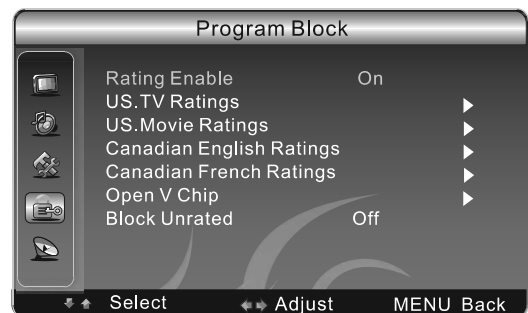 Program Block
Rating Enable On
US.TV Ratings
US.Movie Ratings
Canadian English Ratings
Canadian French Ratings
Open V Chip
Block Unrated Off
Select Adjust MENU Back